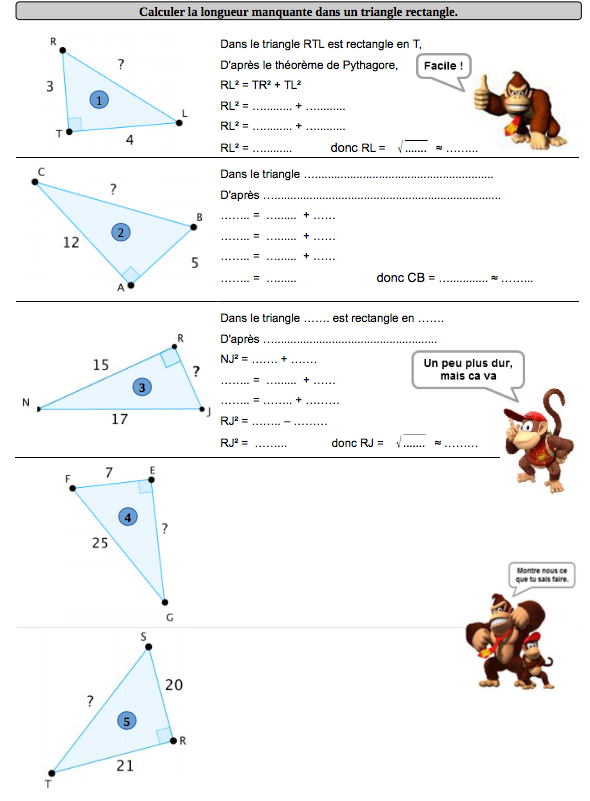 Calculer la longueur manquante dans un triangle rectangle.
R
?
3
1
L
T
4
Dans le triangle RTL est rectangle en T,
D'après le théorème de Pythagore,
RL² = TR² + TL²
RL² = ............ + ............
RL² = ............ + ............
RL² = ............ donc RL = √....... ≈ .........
Facile !
C
?
B
2
12
5
A
Dans le triangle .........................................................
D'après .....................................................................
........ = ......... + ......
........ = ......... + ......
........ = ......... + ......
........ = ......... donc CB = ............... ≈ .........
R
15
?
3
N
J
17
Dans le triangle ....... est rectangle en .......
D'après .................................................
NJ² = ....... + .......
........ = ......... + ......
........ = ........ + .........
RJ² = ........ – .........
RJ² = ......... donc RJ = √....... ≈ .........
Un peu plus dur,
mais ca va
7
E
F
4
?
25
G
Montre nous ce
que tu sais faire.
S
20
?
5
R
21
T